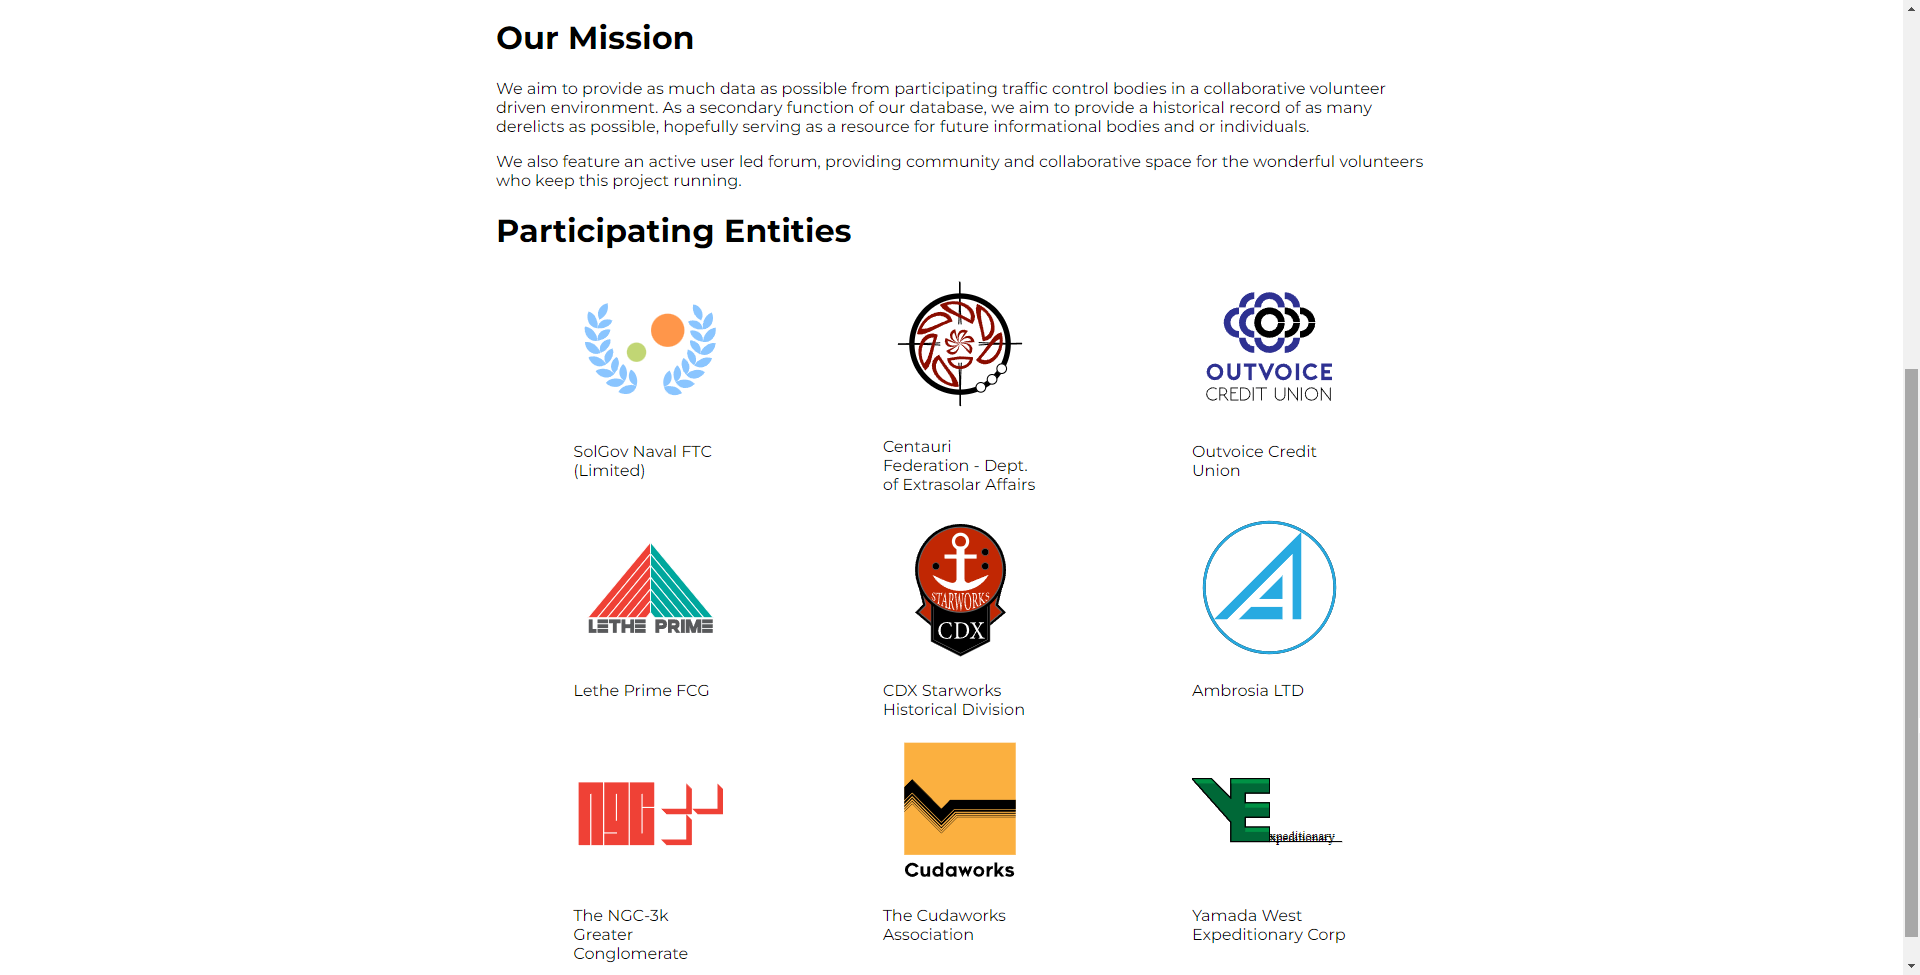 Our Mission
We aim to provide as much data as possible from participating traffic control bodies in a collaborative volunteer
driven environment. As a secondary function of our database, we aim to provide a historical record of as many
derelicts as possible, hopefully serving as a resource for future informational bodies and or individuals.
We also feature an active user led forum, providing community and collaborative space for the wonderful volunteers
who keep this project running.
Participating Entities
OUTVOICE
CREDIT UNION
SolGov Naval FTC
(Limited)
Centauri
Federation - Dept.
of Extrasolar Affairs
Outvoice Credit
Union
LETHE PRIME
STARWORKS
CDX
Lethe Prime FCG
CDX Starworks
Historical Division
Ambrosia LTD
NGC
Cudaworks
YE
xpeditionary
The NGC-3k
Greater
Conglomerate
The Cudaworks
Association
Yamada West
Expeditionary Corp